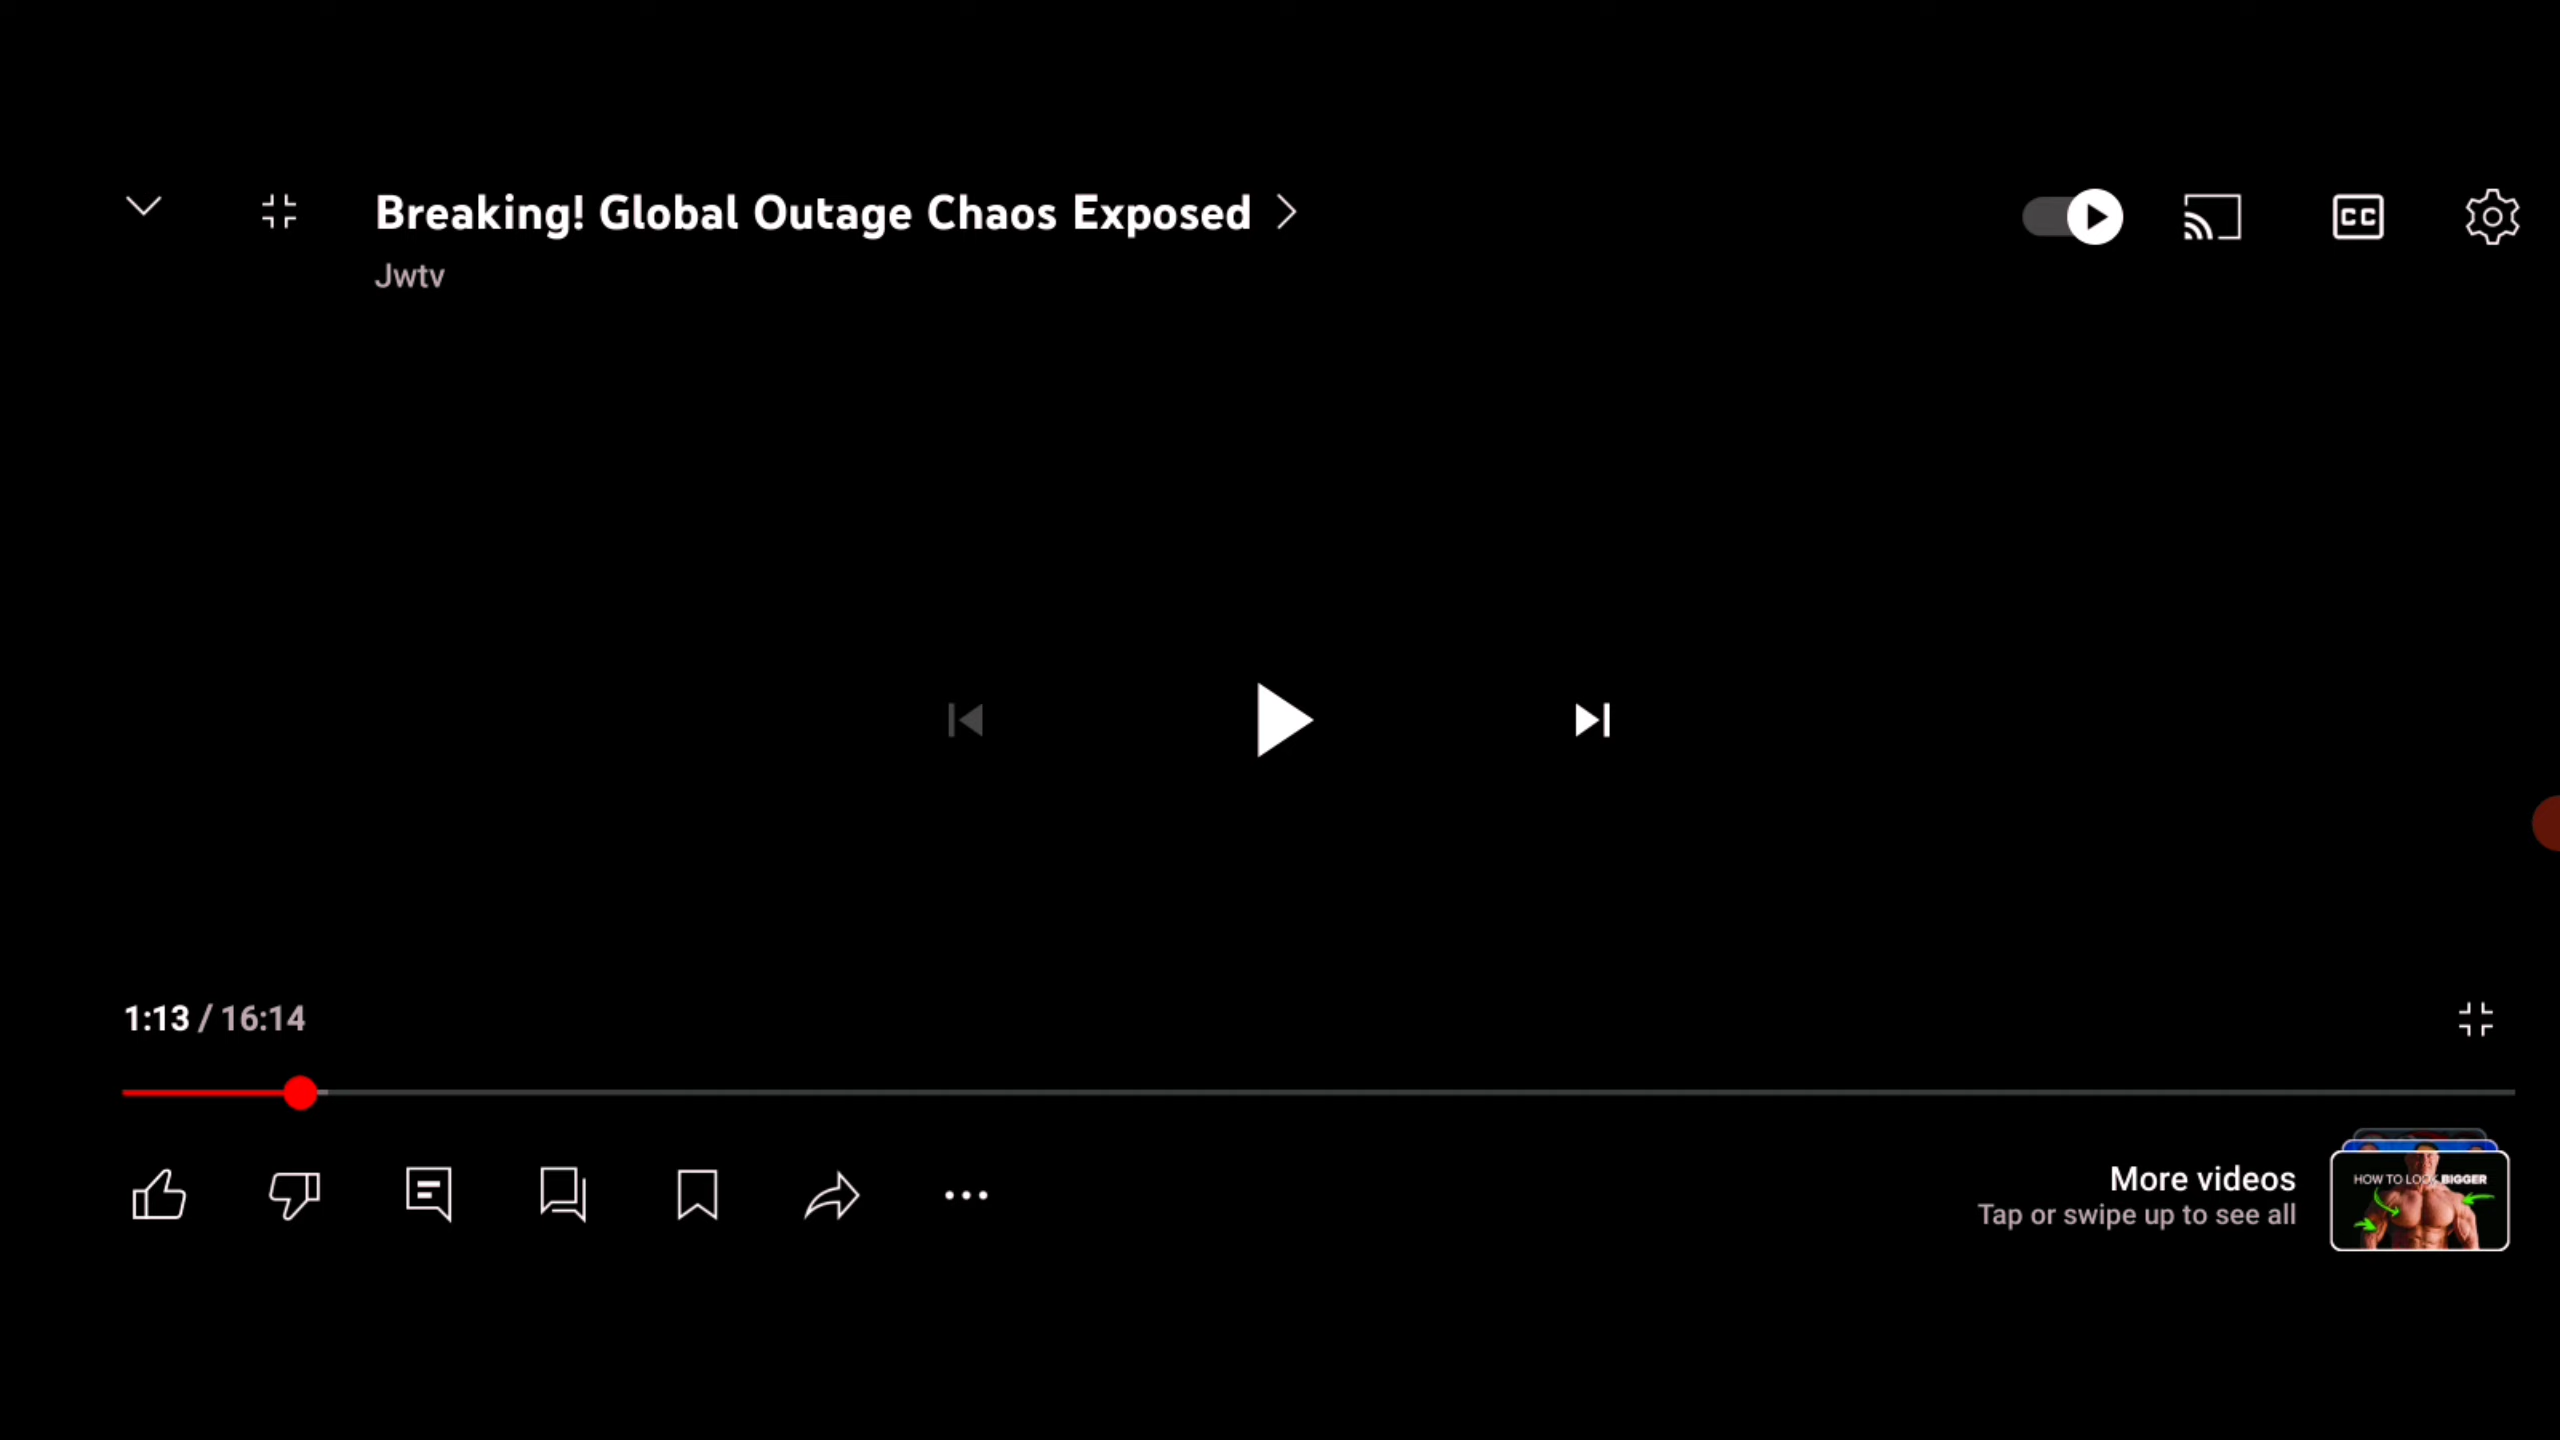 Breaking! Global Outage Chaos Exposed
Jwtv
CC
1:13 / 16:14
More videos
Tap or swipe up to see all
HOW TO LOOK BIGGER